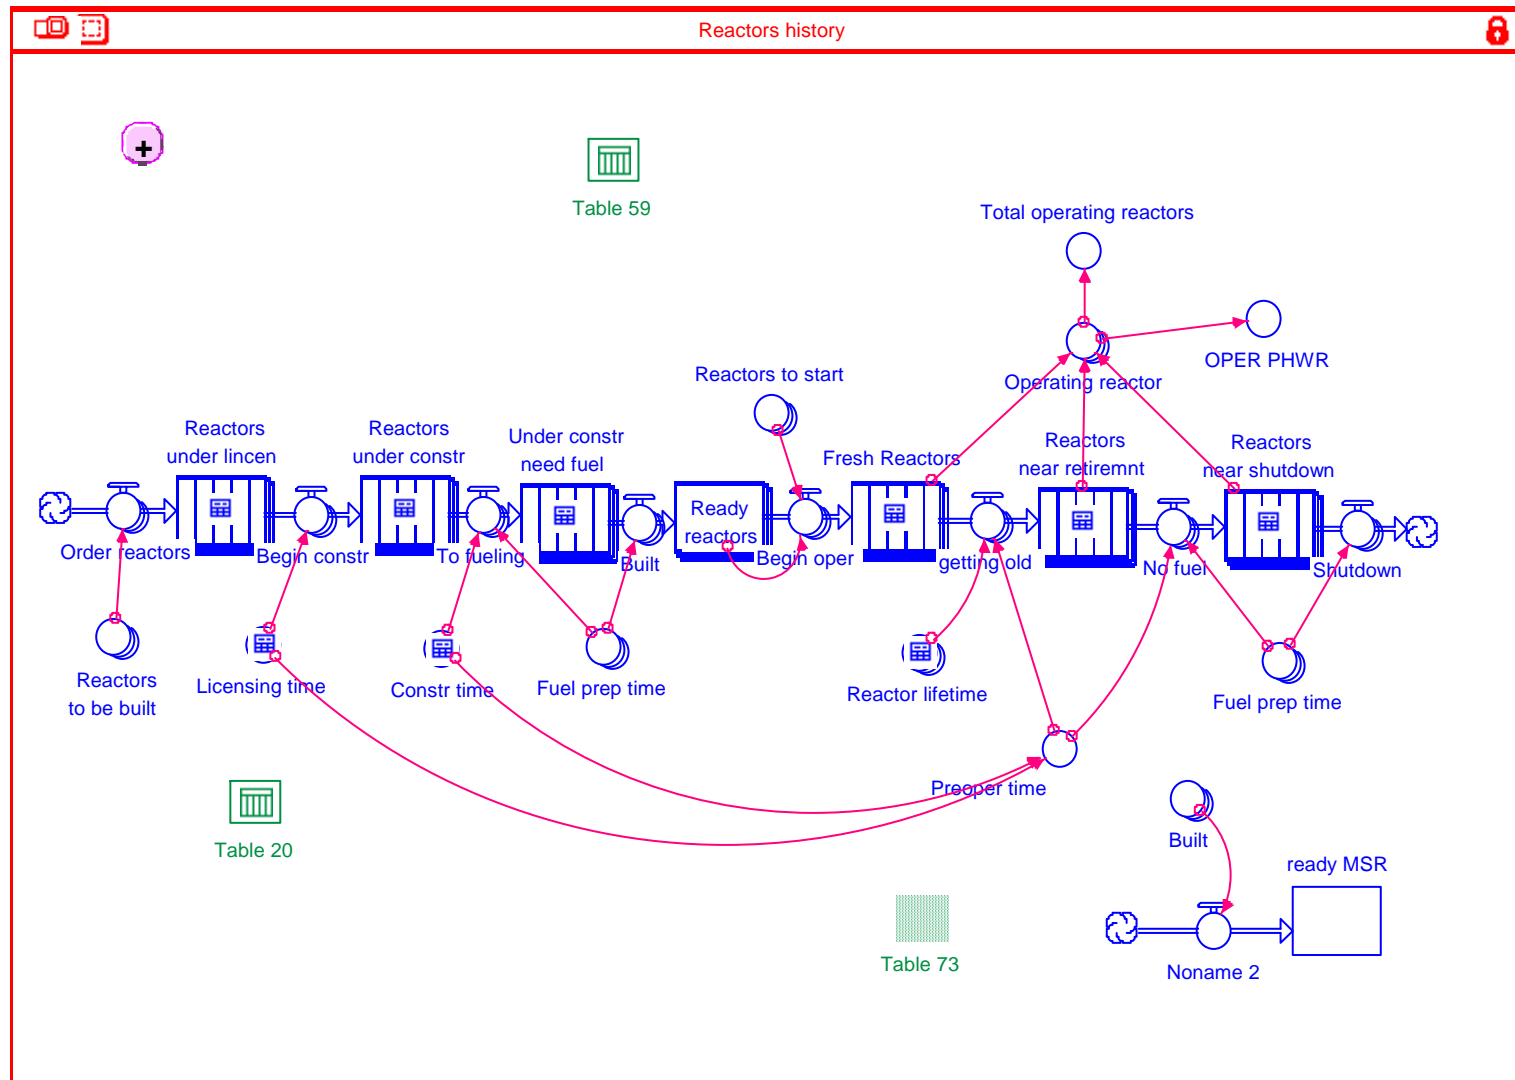 Reactors history
+
Table 59
Total operating reactors
OPER PHWR
Reactors to start
Operating reactor
Reactors
under lincen
Reactors
under constr
Under constr
need fuel
Ready
reactors
Fresh Reactors
Reactors
near retiremnt
Reactors
near shutdown
Order reactors
Begin constr
To fueling
Built
Begin oper
getting old
No fuel
Shutdown
Reactors
to be built
Licensing time
Constr time
Fuel prep time
Reactor lifetime
Fuel prep time
Preoper time
Table 20
Built
ready MSR
Table 73
Noname 2